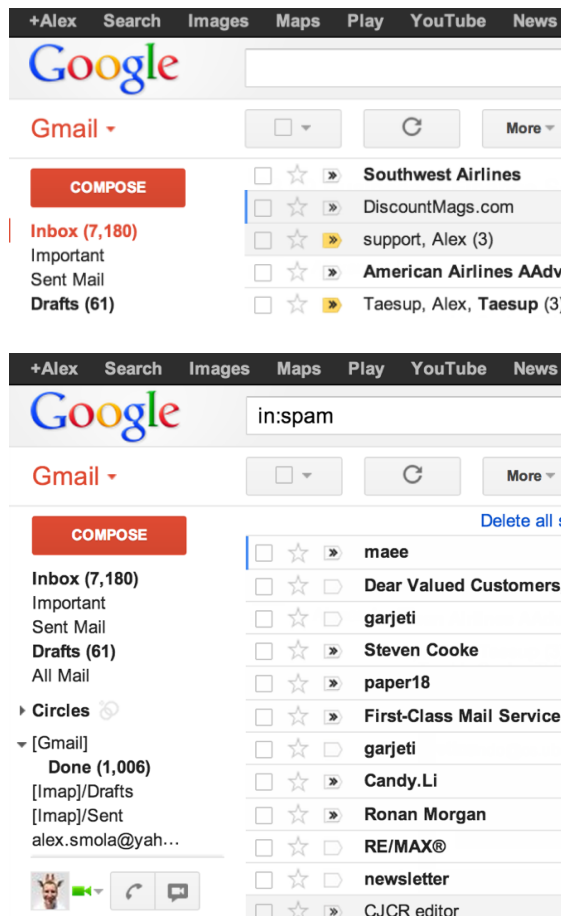 +Alex Search Images Maps Play YouTube News
Google
Gmail
More
COMPOSE
Inbox (7,180)
Important
Sent Mail
Drafts (61)
Southwest Airlines
DiscountMags.com
support, Alex (3)
American Airlines AAdv
Taesup, Alex, Taesup (3)
+Alex Search Images Maps Play YouTube News
Google
in:spam
Gmail
More
Delete all s
COMPOSE
Inbox (7,180)
Important
Sent Mail
Drafts (61)
All Mail
Circles
[Gmail]
Done (1,006)
[Imap]/Drafts
[Imap]/Sent
alex.smola@yah...
maee
Dear Valued Customers
garjeti
Steven Cooke
paper18
First-Class Mail Service
garjeti
Candy.Li
Ronan Morgan
RE/MAX®
newsletter
CJCR editor